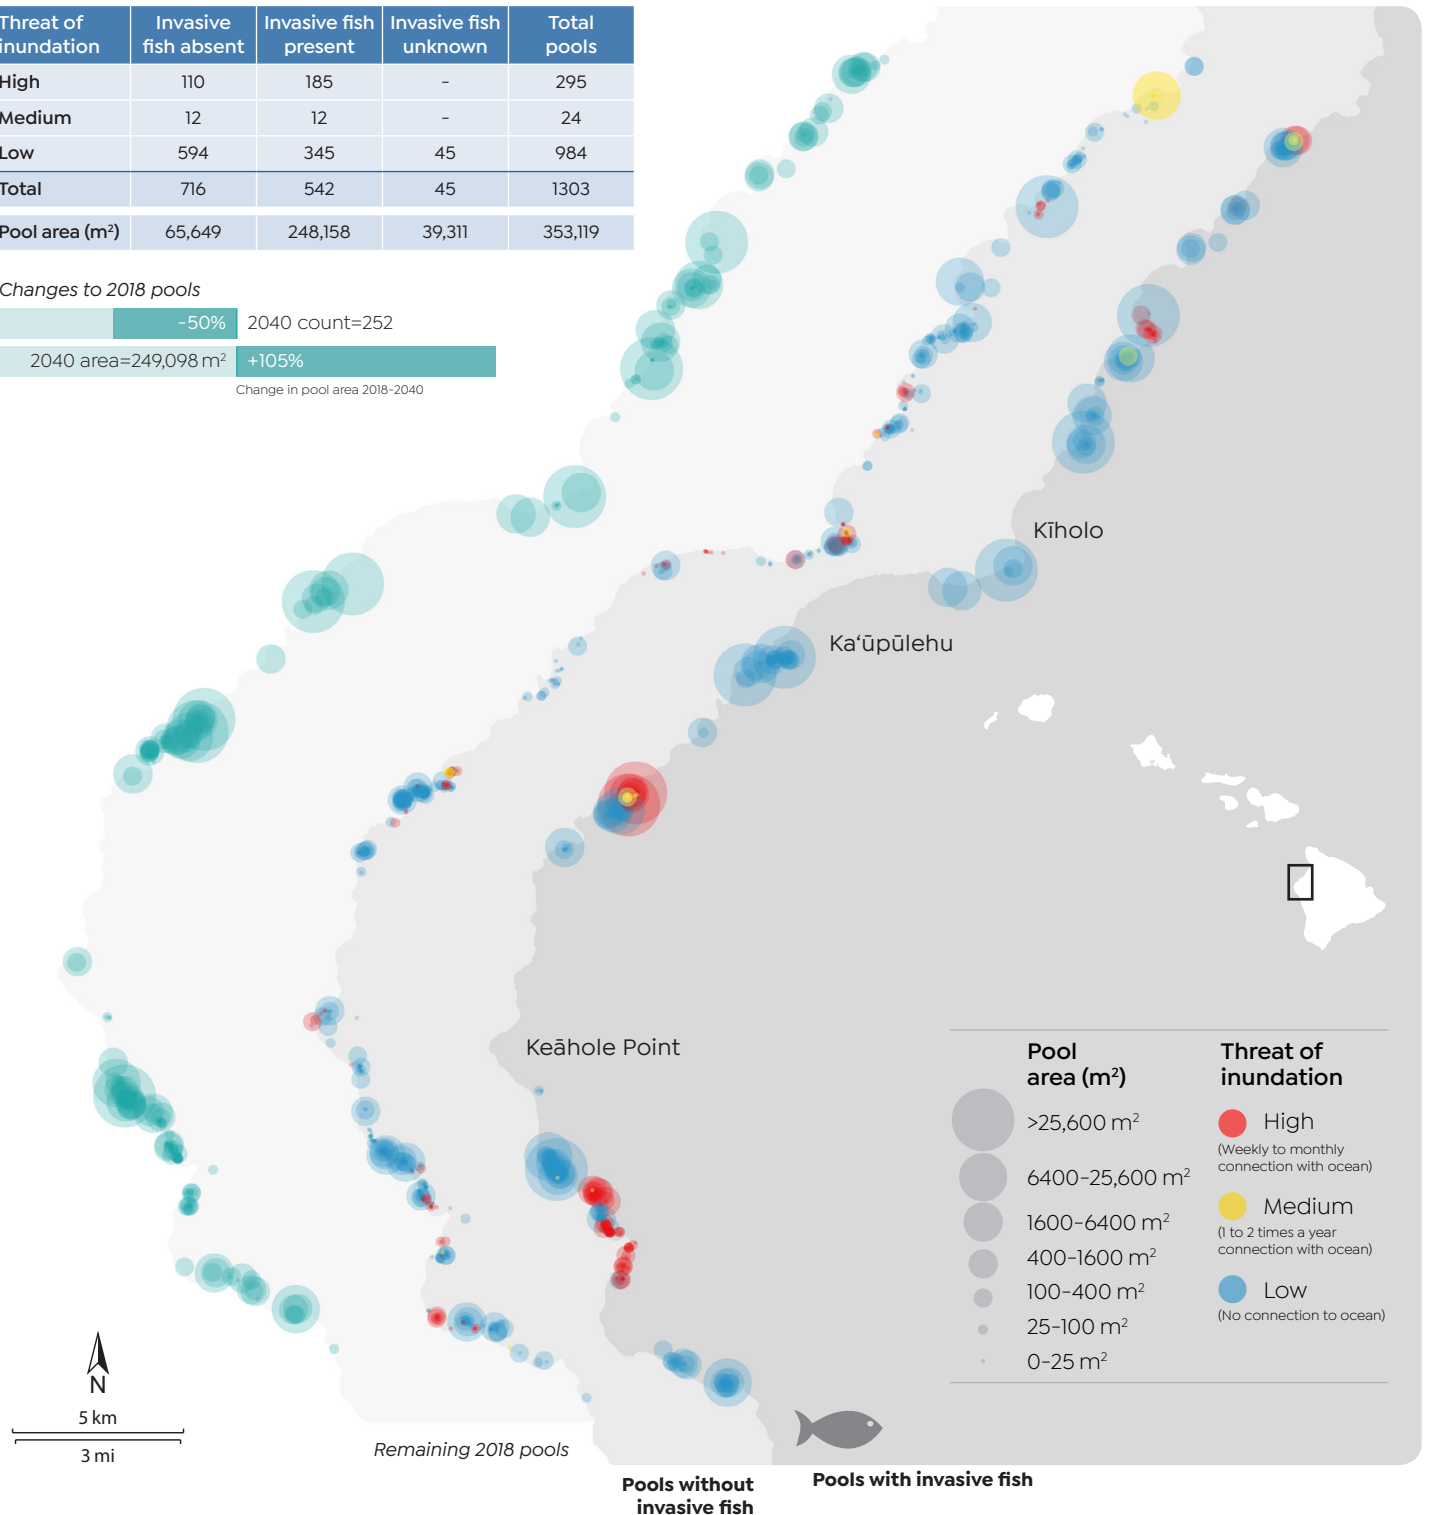 Threat of inundation | Invasive fish absent | Invasive fish present | Invasive fish unknown | Total pools
High | 110 | 185 | - | 295
Medium | 12 | 12 | - | 24
Low | 594 | 345 | 45 | 984
Total | 716 | 542 | 45 | 1303
Pool area (m²) | 65,649 | 248,158 | 39,311 | 353,119
Changes to 2018 pools
-50% 2040 count=252
2040 area=249,098 m² +105%
Change in pool area 2018-2040
Kīholo
Kaʻūpūlehu
Keāhole Point
Pool
area (m²)
>25,600 m²
6400-25,600 m²
1600-6400 m²
400-1600 m²
100-400 m²
25-100 m²
0-25 m²
Threat of
inundation
High
(Weekly to monthly
connection with ocean)
Medium
(1 to 2 times a year
connection with ocean)
Low
(No connection to ocean)
N
5 km
3 mi
Remaining 2018 pools
Pools without
invasive fish
Pools with invasive fish